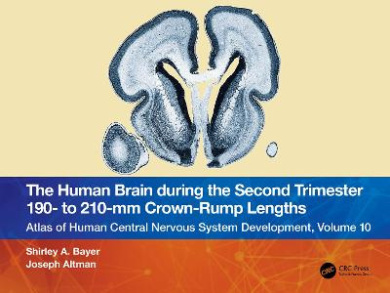 The Human Brain during the Second Trimester
190- to 210-mm Crown-Rump Lengths
Atlas of Human Central Nervous System Development, Volume 10
Shirley A. Bayer
Joseph Altman
CRC Press